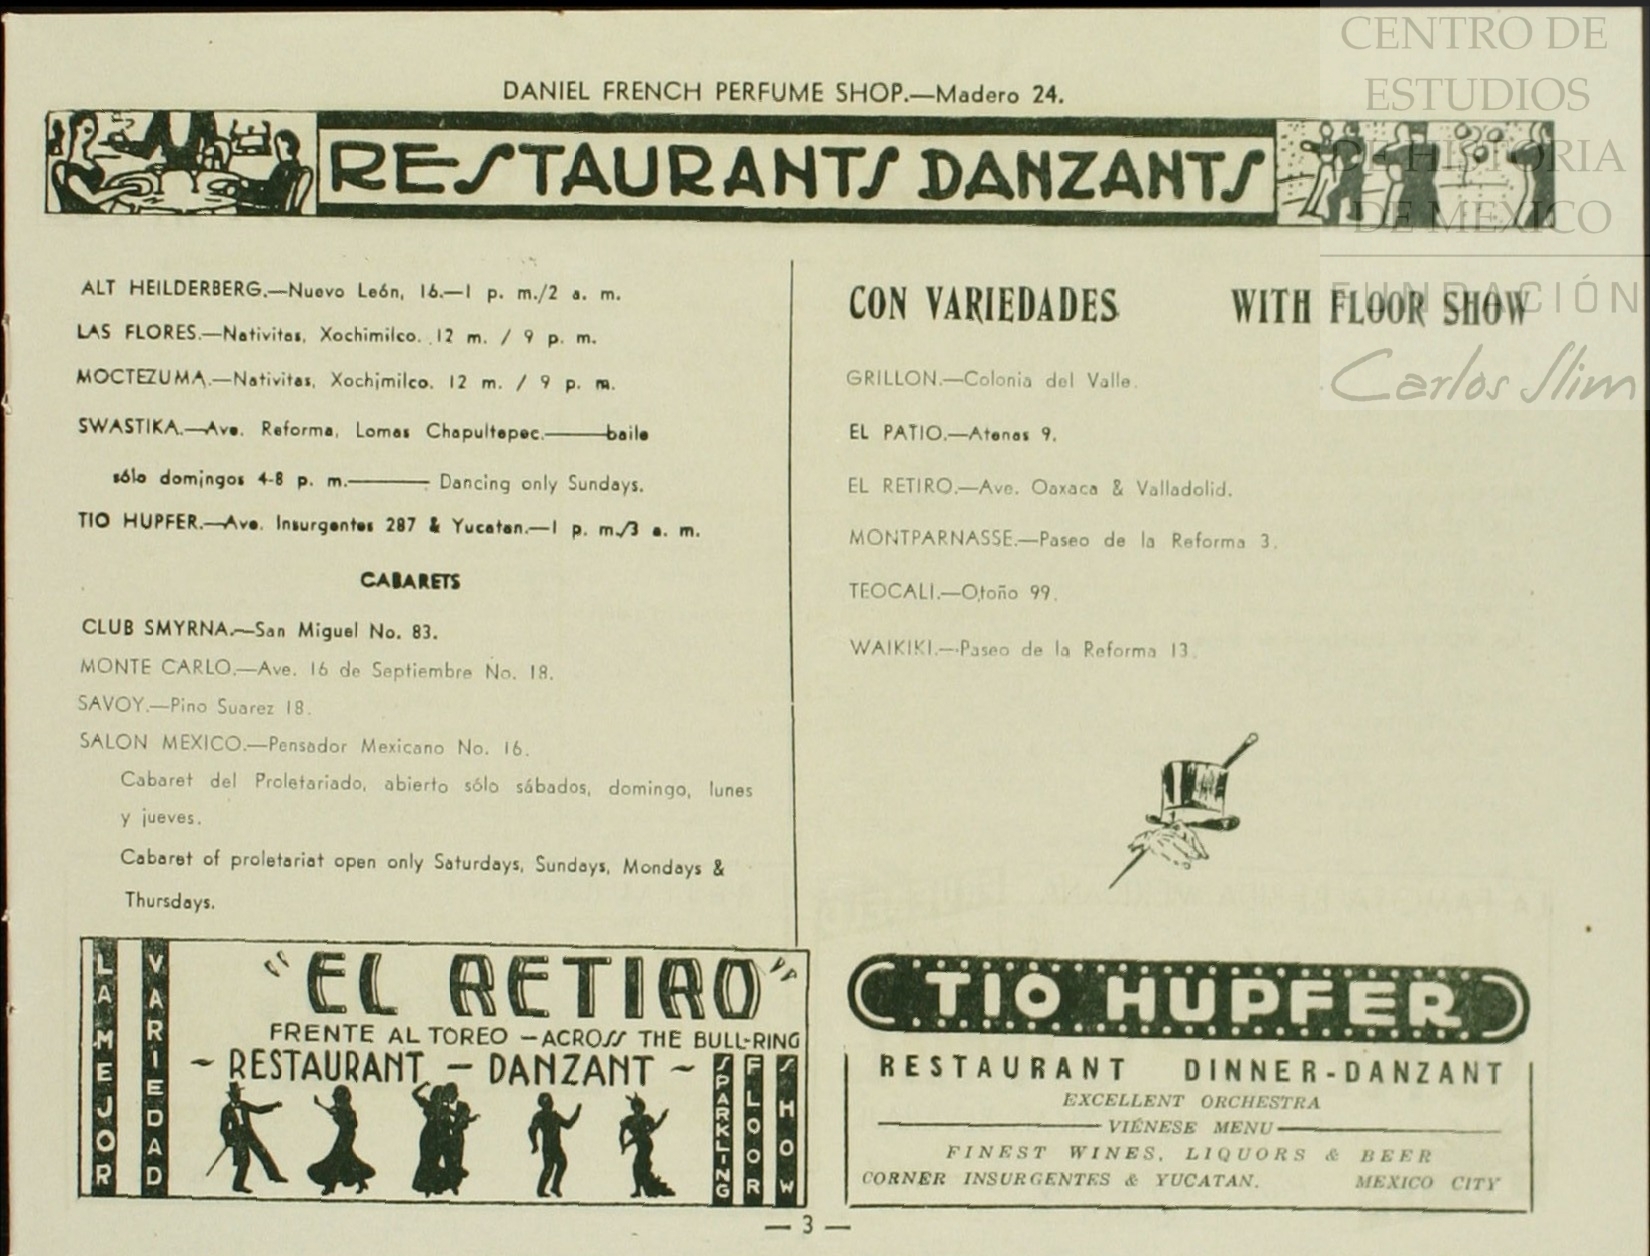 DANIEL FRENCH PERFUME SHOP.—Madero 24.
RESTAURANTS DANZANTS
ALT HEILDERBERG.—Nuevo León, 16.—1 p. m./2 a. m.
LAS FLORES.—Nativitas, Xochimilco. 12 m. / 9 p. m.
MOCTEZUMA.—Nativitas, Xochimilco. 12 m. / 9 p. m.
SWASTIKA.—Ave. Reforma, Lomas Chapultepec.——baile
sólo domingos 4-8 p. m.——— Dancing only Sundays.
TIO HUPFER.—Ave. Insurgentes 287 & Yucatan.—1 p. m./3 a. m.
CABARETS
CLUB SMYRNA.—San Miguel No. 83.
MONTE CARLO.—Ave. 16 de Septiembre No. 18.
SAVOY.—Pino Suarez 18.
SALON MEXICO.—Pensador Mexicano No. 16.
Cabaret del Proletariado, abierto sólo sábados, domingo, lunes
y jueves.
Cabaret of proletariat open only Saturdays, Sundays, Mondays &
Thursdays.
CON VARIEDADES WITH FLOOR SHOW
GRILLON.—Colonia del Valle.
EL PATIO.—Atenas 9.
EL RETIRO.—Ave. Oaxaca & Valladolid.
MONTPARNASSE.—Paseo de la Reforma 3.
TEOCALI.—Otoño 99.
WAIKIKI.—Paseo de la Reforma 13.
LA MEJOR
VARIEDAD
"EL RETIRO"
FRENTE AL TOREO — ACROSS THE BULL-RING
~ RESTAURANT — DANZANT ~
SPARKLING
FLOOR
SHOW
TIO HUPFER
RESTAURANT DINNER-DANZANT
EXCELLENT ORCHESTRA
VIÉNESE MENU
FINEST WINES, LIQUORS & BEER
CORNER INSURGENTES & YUCATAN. MEXICO CITY
— 3 —
CENTRO DE
ESTUDIOS
DE HISTORIA
DE MEXICO
FUNDACIÓN
Carlos Slim